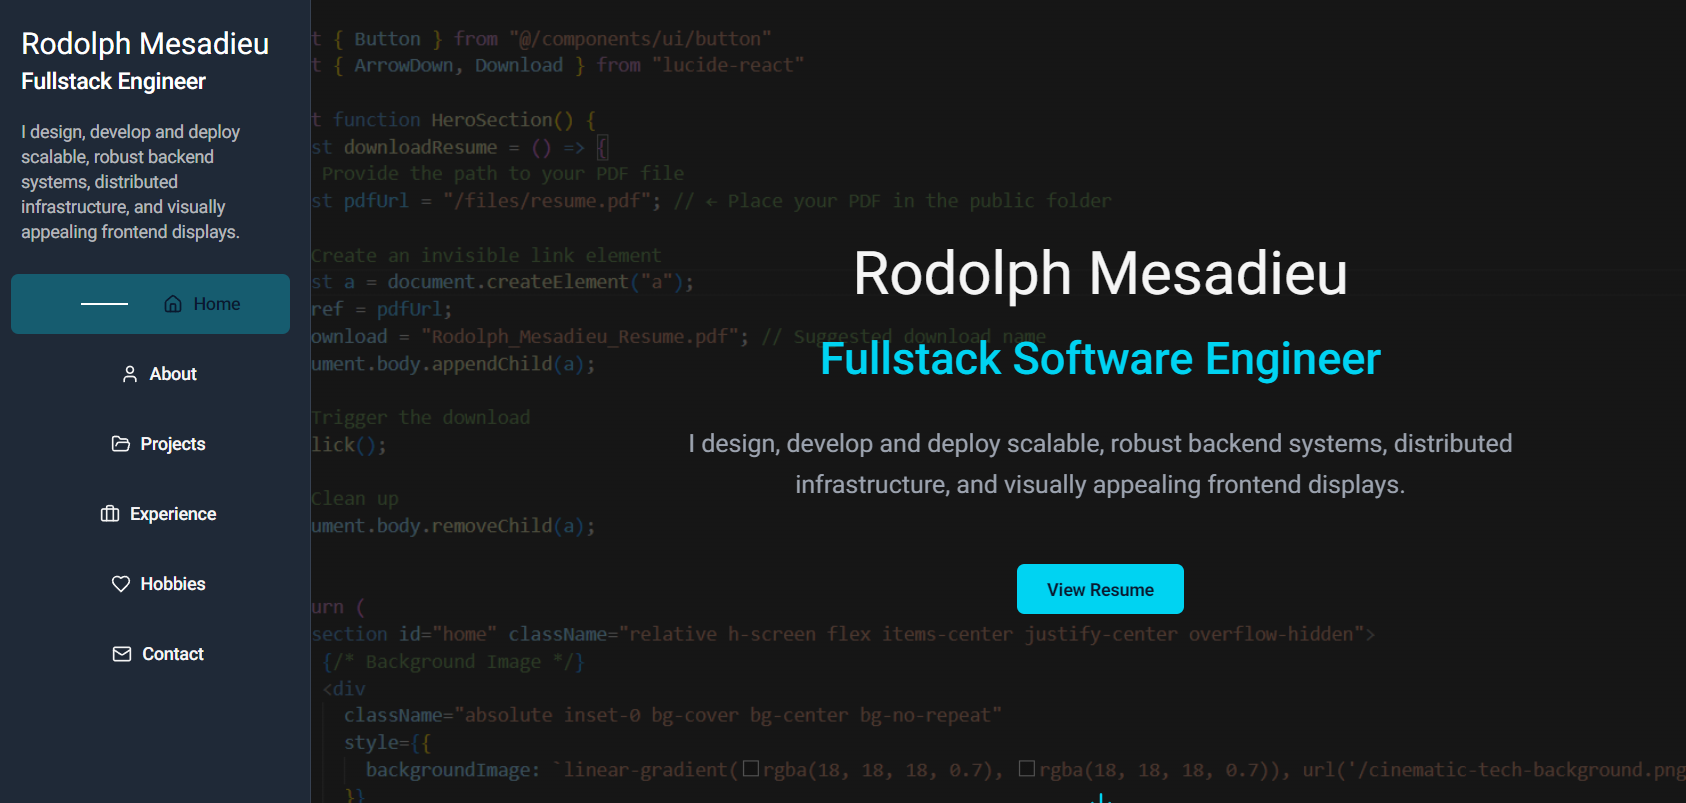 Rodolph Mesadieu
Fullstack Engineer
I design, develop and deploy
scalable, robust backend
systems, distributed
infrastructure, and visually
appealing frontend displays.
Home
About
Projects
Experience
Hobbies
Contact
t { Button } from "@/components/ui/button"
t { ArrowDown, Download } from "lucide-react"
t function HeroSection() {
st downloadResume = () => {
Provide the path to your PDF file
st pdfUrl = "/files/resume.pdf"; // ← Place your PDF in the public folder
Create an invisible link element
st a = document.createElement("a");
ref = pdfUrl;
ownload = "Rodolph_Mesadieu_Resume.pdf"; // Suggested download name
ument.body.appendChild(a);
Trigger the download
lick();
Clean up
ument.body.removeChild(a);
urn (
section id="home" className="relative h-screen flex items-center justify-center overflow-hidden">
{/* Background Image */}
<div
className="absolute inset-0 bg-cover bg-center bg-no-repeat"
style={{
backgroundImage: `linear-gradient(rgba(18, 18, 18, 0.7), rgba(18, 18, 18, 0.7)), url('/cinematic-tech-background.png
}}
Rodolph Mesadieu
Fullstack Software Engineer
I design, develop and deploy scalable, robust backend systems, distributed
infrastructure, and visually appealing frontend displays.
View Resume